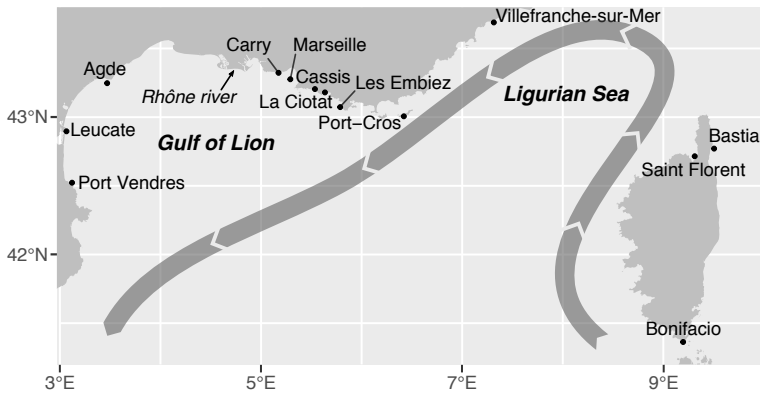 Villefranche-sur-Mer
Carry
Marseille
Agde
Cassis
Les Embiez
Rhône river
La Ciotat
Ligurian Sea
43°N
Port−Cros
Leucate
Gulf of Lion
Bastia
Saint Florent
Port Vendres
42°N
Bonifacio
3°E
5°E
7°E
9°E